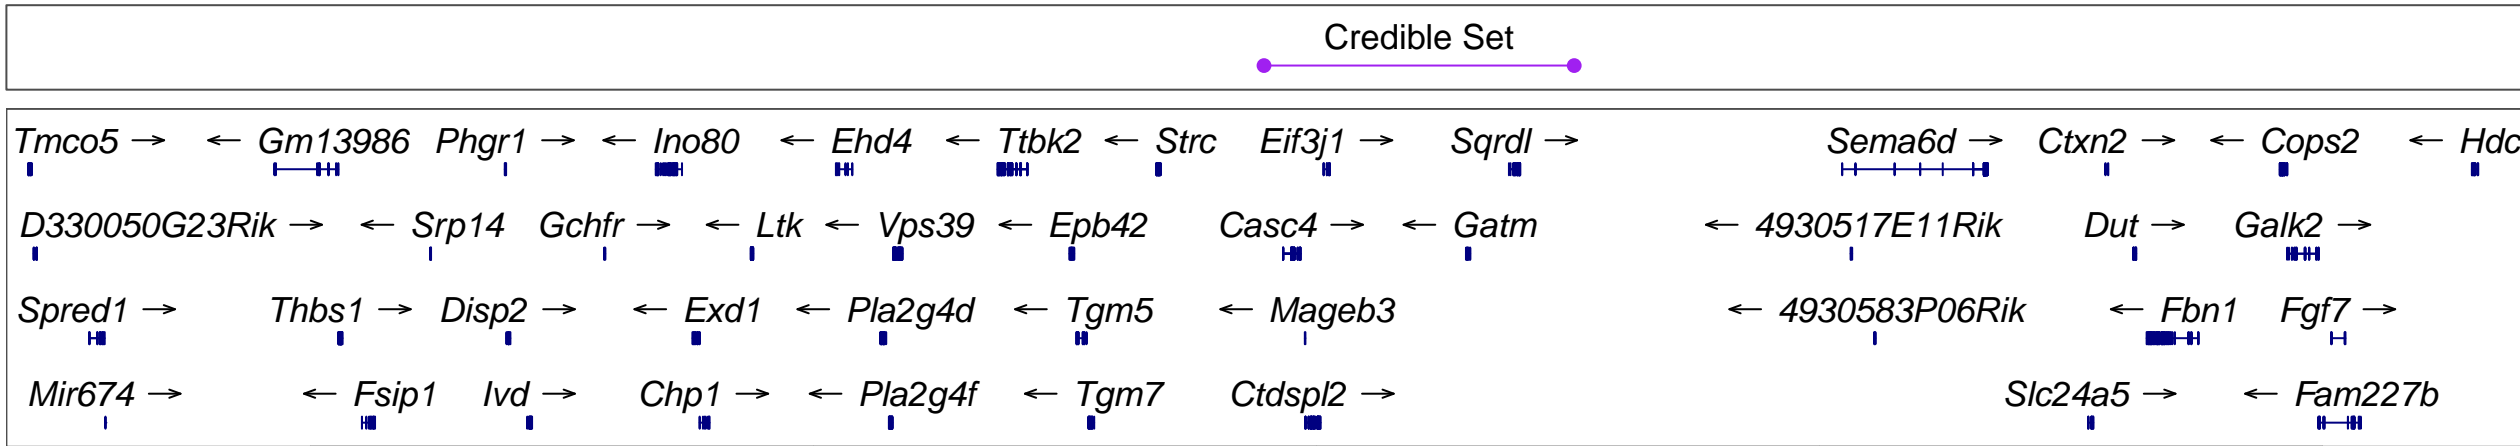 Credible Set
Tmco5 → ← Gm13986 Phgr1 → ← Ino80 ← Ehd4 ← Ttbk2 ← Strc Eif3j1 → Sqrdl → Sema6d → Ctxn2 → ← Cops2 ← Hdc
D330050G23Rik → ← Srp14 Gchfr → ← Ltk ← Vps39 ← Epb42 Casc4 → ← Gatm ← 4930517E11Rik Dut → Galk2 →
Spred1 → Thbs1 → Disp2 → ← Exd1 ← Pla2g4d ← Tgm5 ← Mageb3 ← 4930583P06Rik ← Fbn1 Fgf7 →
Mir674 → ← Fsip1 Ivd → Chp1 → ← Pla2g4f ← Tgm7 Ctdspl2 → Slc24a5 → ← Fam227b